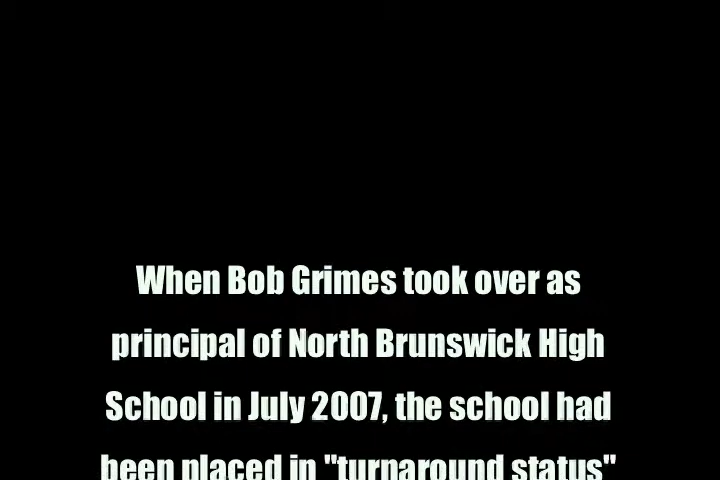 When Bob Grimes took over as
principal of North Brunswick High
School in July 2007, the school had
been placed in "turnaround status"